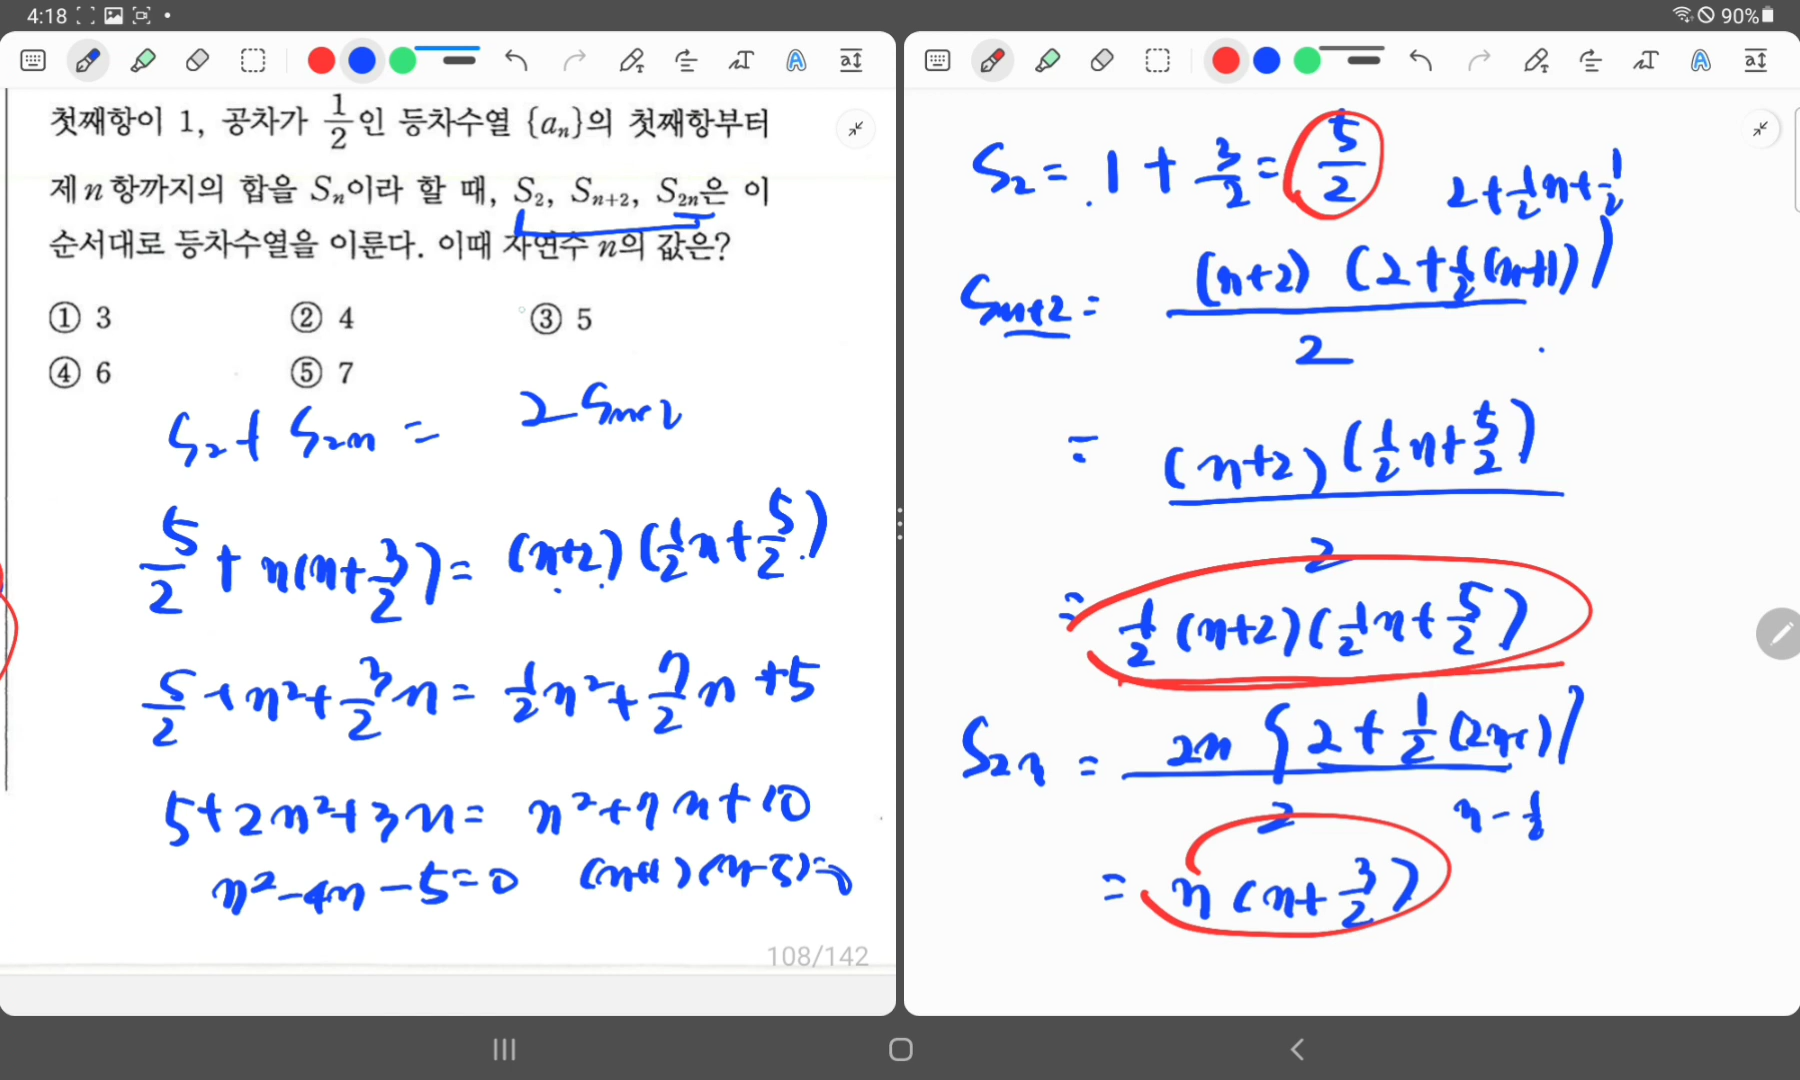 4:18
90%
첫째항이 1, 공차가 1/2인 등차수열 {aₙ}의 첫째항부터
제 n 항까지의 합을 Sₙ이라 할 때, S₂, Sₙ₊₂, S₂ₙ은 이
순서대로 등차수열을 이룬다. 이때 자연수 n의 값은?
① 3 ② 4 ③ 5
④ 6 ⑤ 7
S₂ + S₂ₙ = 2Sₙ₊₂
5/2 + n(n+3/2) = (n+2)(1/2n+5/2)
5/2 + n² + 3/2n = 1/2n² + 7/2n + 5
5+2n²+3n = n²+7n+10
n²-4n-5=0 (n+1)(n-5)=0
108/142
S₂ = 1 + 3/2 = 5/2
2+1/2n+1/2
Sₙ₊₂ = (n+2)(2+1/2(n+1))/2
= (n+2)(1/2n+5/2)/2
= 1/2(n+2)(1/2n+5/2)
S₂ₙ = 2n{2+1/2(2n-1)}/2
n-1/2
= n(n+3/2)